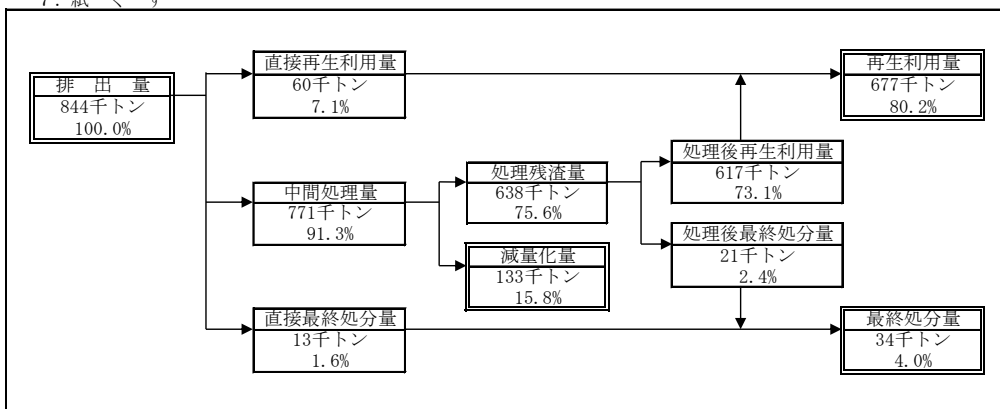 7. 紙くず
排出量
844千トン
100.0%
直接再生利用量
60千トン
7.1%
再生利用量
677千トン
80.2%
中間処理量
771千トン
91.3%
処理残渣量
638千トン
75.6%
処理後再生利用量
617千トン
73.1%
減量化量
133千トン
15.8%
処理後最終処分量
21千トン
2.4%
直接最終処分量
13千トン
1.6%
最終処分量
34千トン
4.0%